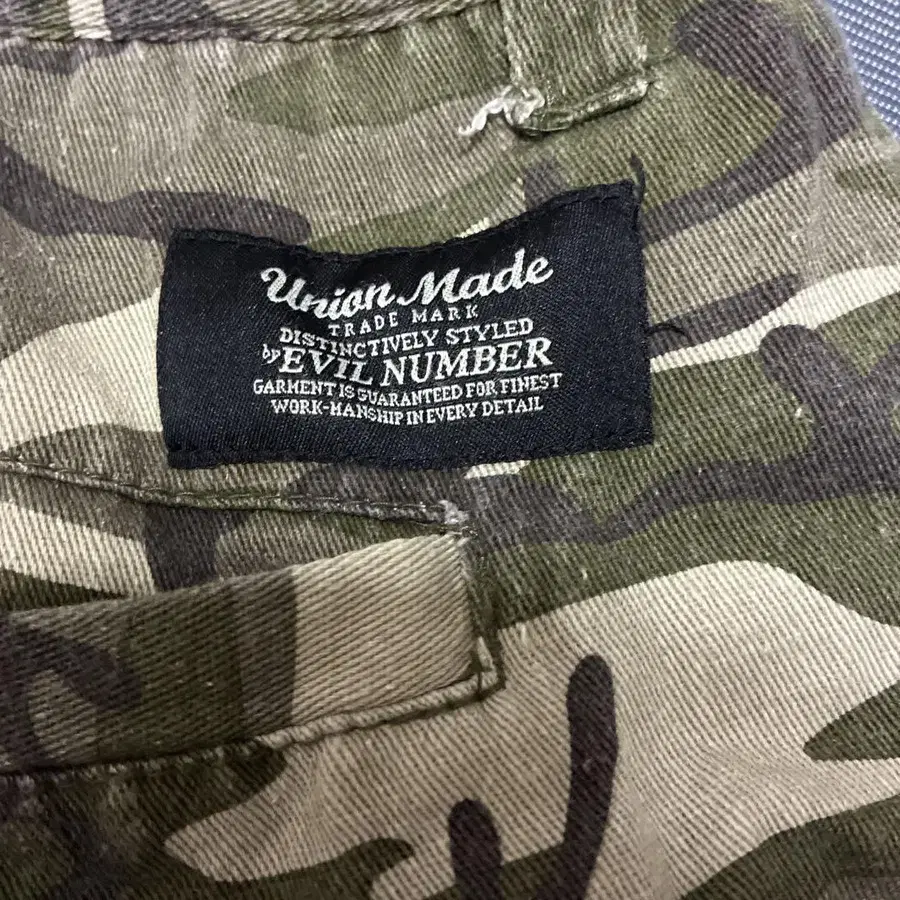 Union Made
TRADE MARK
DISTINCTIVELY STYLED
by EVIL NUMBER
GARMENT IS GUARANTEED FOR FINEST
WORK-MANSHIP IN EVERY DETAIL